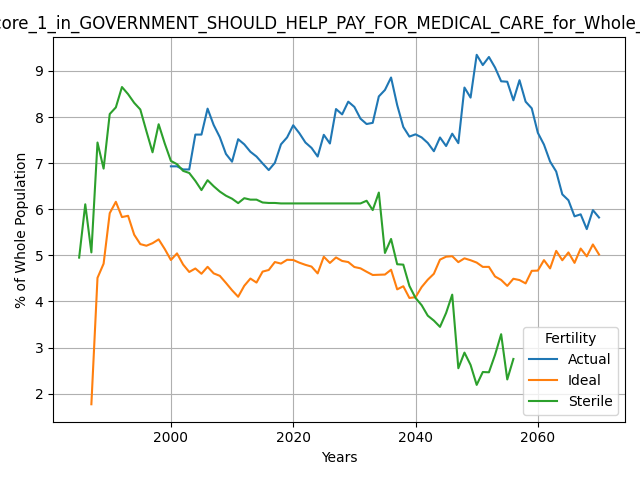 core_1_in_GOVERNMENT_SHOULD_HELP_PAY_FOR_MEDICAL_CARE_for_Whole_
9
8
7
6
5
4
3
2
% of Whole Population
2000
2020
2040
2060
Years
Fertility
Actual
Ideal
Sterile